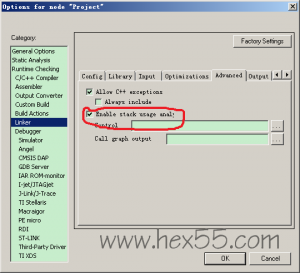 Options for node "Project"
Category:
General Options
Static Analysis
Runtime Checking
C/C++ Compiler
Assembler
Output Converter
Custom Build
Build Actions
Linker
Debugger
Simulator
Angel
CMSIS DAP
GDB Server
IAR ROM-monitor
I-jet/JTAGjet
J-Link/J-Trace
TI Stellaris
Macraigor
PE micro
RDI
ST-LINK
Third-Party Driver
TI XDS
Factory Settings
Config Library Input Optimizations Advanced Output
Allow C++ exceptions
Always include
Enable stack usage analy
Control
...
Call graph output
...
www.hex55.com
OK Cancel